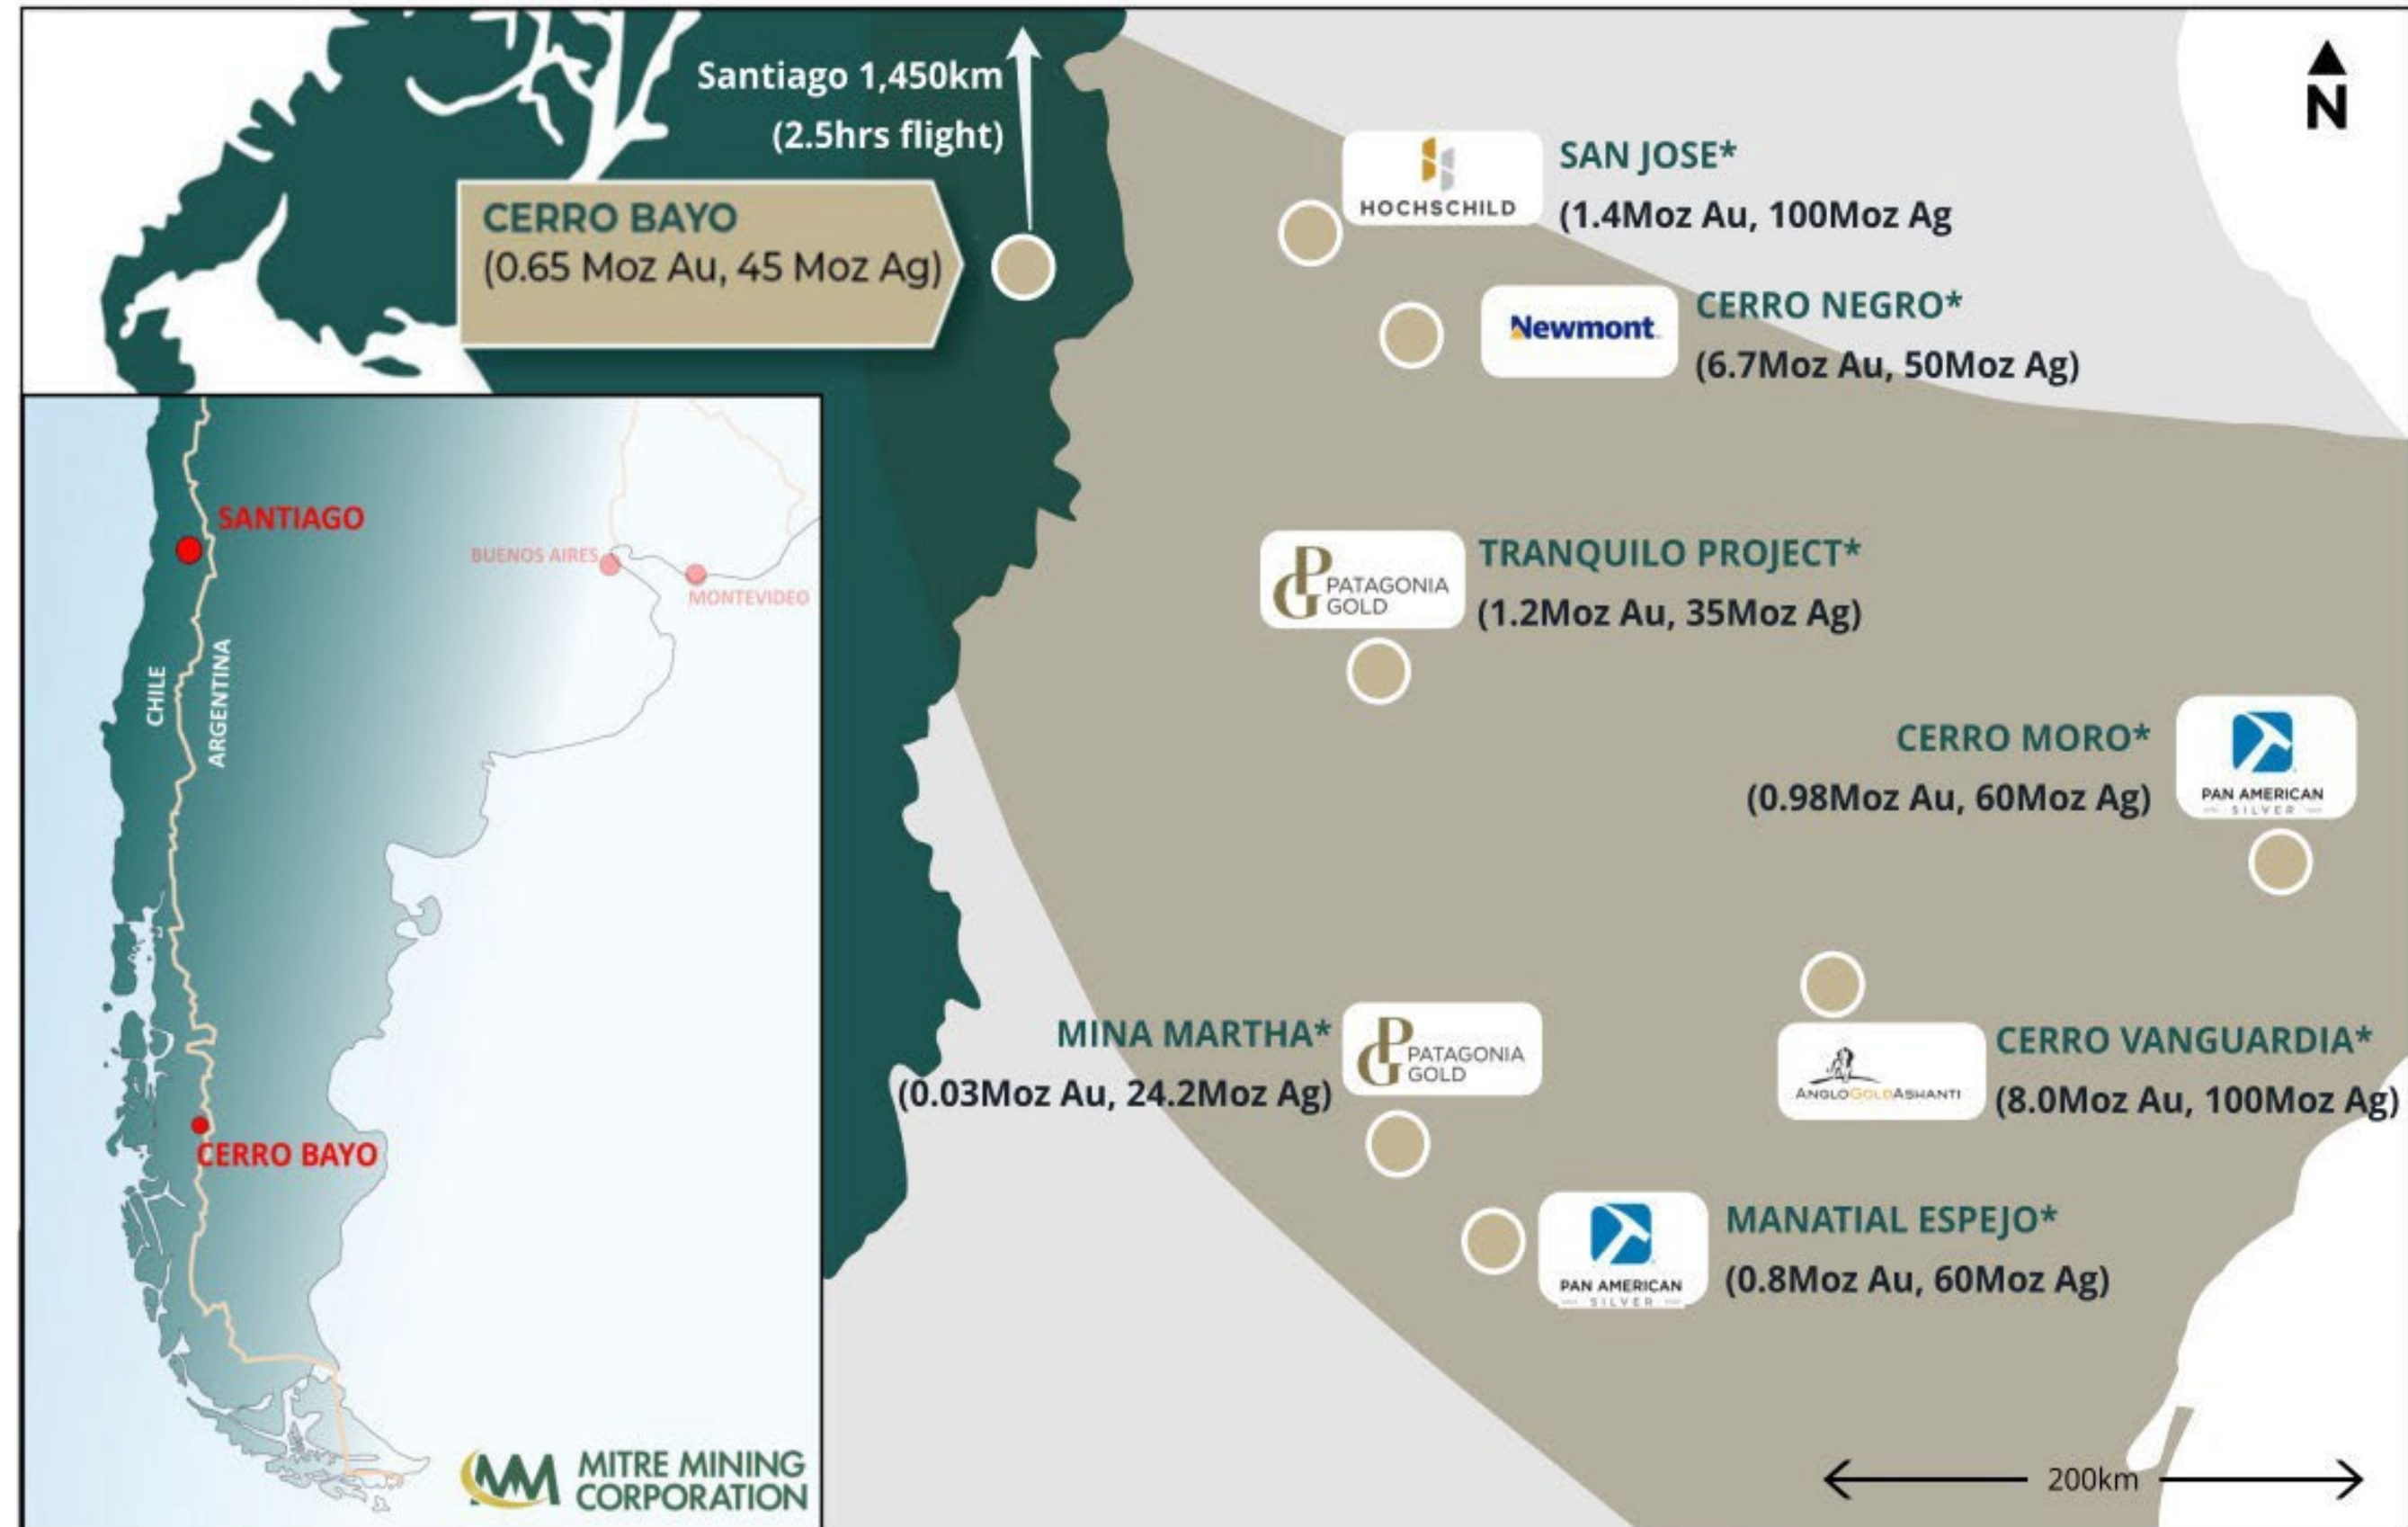 Santiago 1,450km
(2.5hrs flight)
N
CERRO BAYO
(0.65 Moz Au, 45 Moz Ag)
HOCHSCHILD
SAN JOSE*
(1.4Moz Au, 100Moz Ag
Newmont
CERRO NEGRO*
(6.7Moz Au, 50Moz Ag)
PATAGONIA
GOLD
TRANQUILO PROJECT*
(1.2Moz Au, 35Moz Ag)
CERRO MORO*
(0.98Moz Au, 60Moz Ag)
PAN AMERICAN
SILVER
MINA MARTHA*
(0.03Moz Au, 24.2Moz Ag)
PATAGONIA
GOLD
ANGLOGOLDASHANTI
CERRO VANGUARDIA*
(8.0Moz Au, 100Moz Ag)
PAN AMERICAN
SILVER
MANATIAL ESPEJO*
(0.8Moz Au, 60Moz Ag)
200km
SANTIAGO
BUENOS AIRES
MONTEVIDEO
CHILE
ARGENTINA
CERRO BAYO
MITRE MINING
CORPORATION